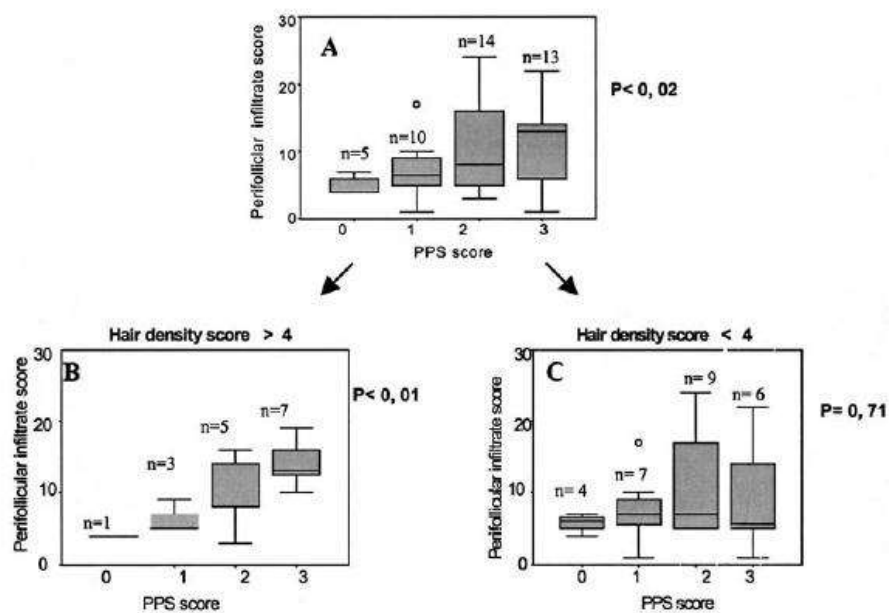 30
A
n=14
n=13
P< 0, 02
20
n=10
n=5
10
0
Perifolliclar infiltrate score
0 1 2 3
PPS score
Hair density score > 4
30
B
P< 0, 01
n=7
20
n=5
n=3
10
n=1
0
Perifollicular infiltrate score
0 1 2 3
PPS score
Hair density score < 4
30
C
n= 9
n= 6
P= 0, 71
20
n= 7
n= 4
10
0
Perifollicular infiltrate score
0 1 2 3
PPS score